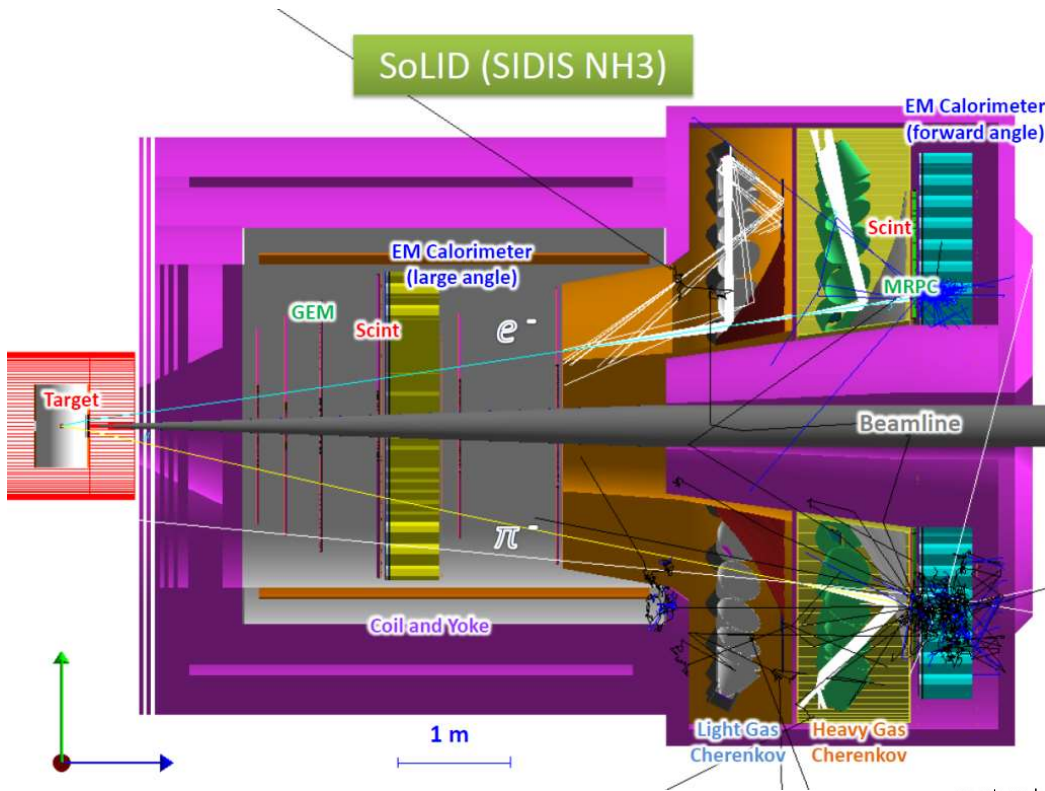 SoLID (SIDIS NH3)
EM Calorimeter
(forward angle)
EM Calorimeter
(large angle)
Scint
GEM
Scint
MRPC
e⁻
Target
Beamline
π⁻
Coil and Yoke
Light Gas
Cherenkov
Heavy Gas
Cherenkov
1 m